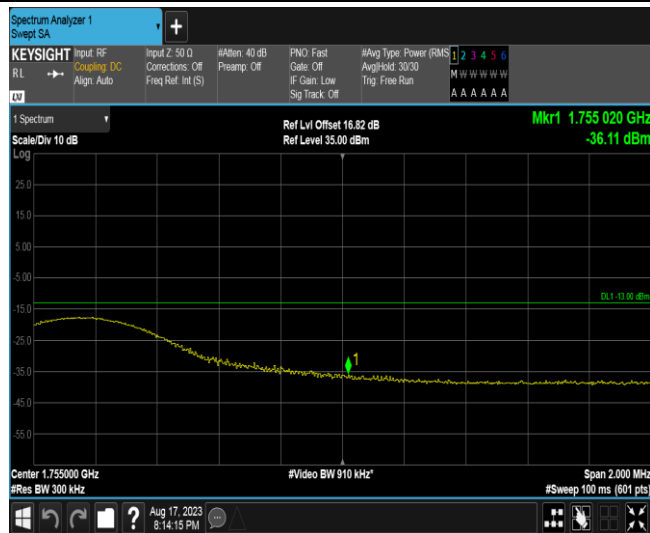 Spectrum Analyzer 1
Swept SA
+
KEYSIGHT
RL
Input: RF
Coupling: DC
Align: Auto
Input Z: 50 Ω
Corrections: Off
Freq Ref: Int (S)
#Atten: 40 dB
Preamp: Off
PNO: Fast
Gate: Off
IF Gain: Low
Sig Track: Off
#Avg Type: Power (RMS
Avg|Hold: 30/30
Trig: Free Run
1 2 3 4 5 6
M W W W W W
A A A A A A
1 Spectrum
Scale/Div 10 dB
Log
Ref Lvl Offset 16.82 dB
Ref Level 35.00 dBm
Mkr1 1.755 020 GHz
-36.11 dBm
25.0
15.0
5.00
-5.00
-15.0
-25.0
-35.0
-45.0
-55.0
DL1 -13.00 dBm
1
Center 1.755000 GHz
#Res BW 300 kHz
#Video BW 910 kHz*
Span 2.000 MHz
#Sweep 100 ms (601 pts)
?
Aug 17, 2023
8:14:15 PM